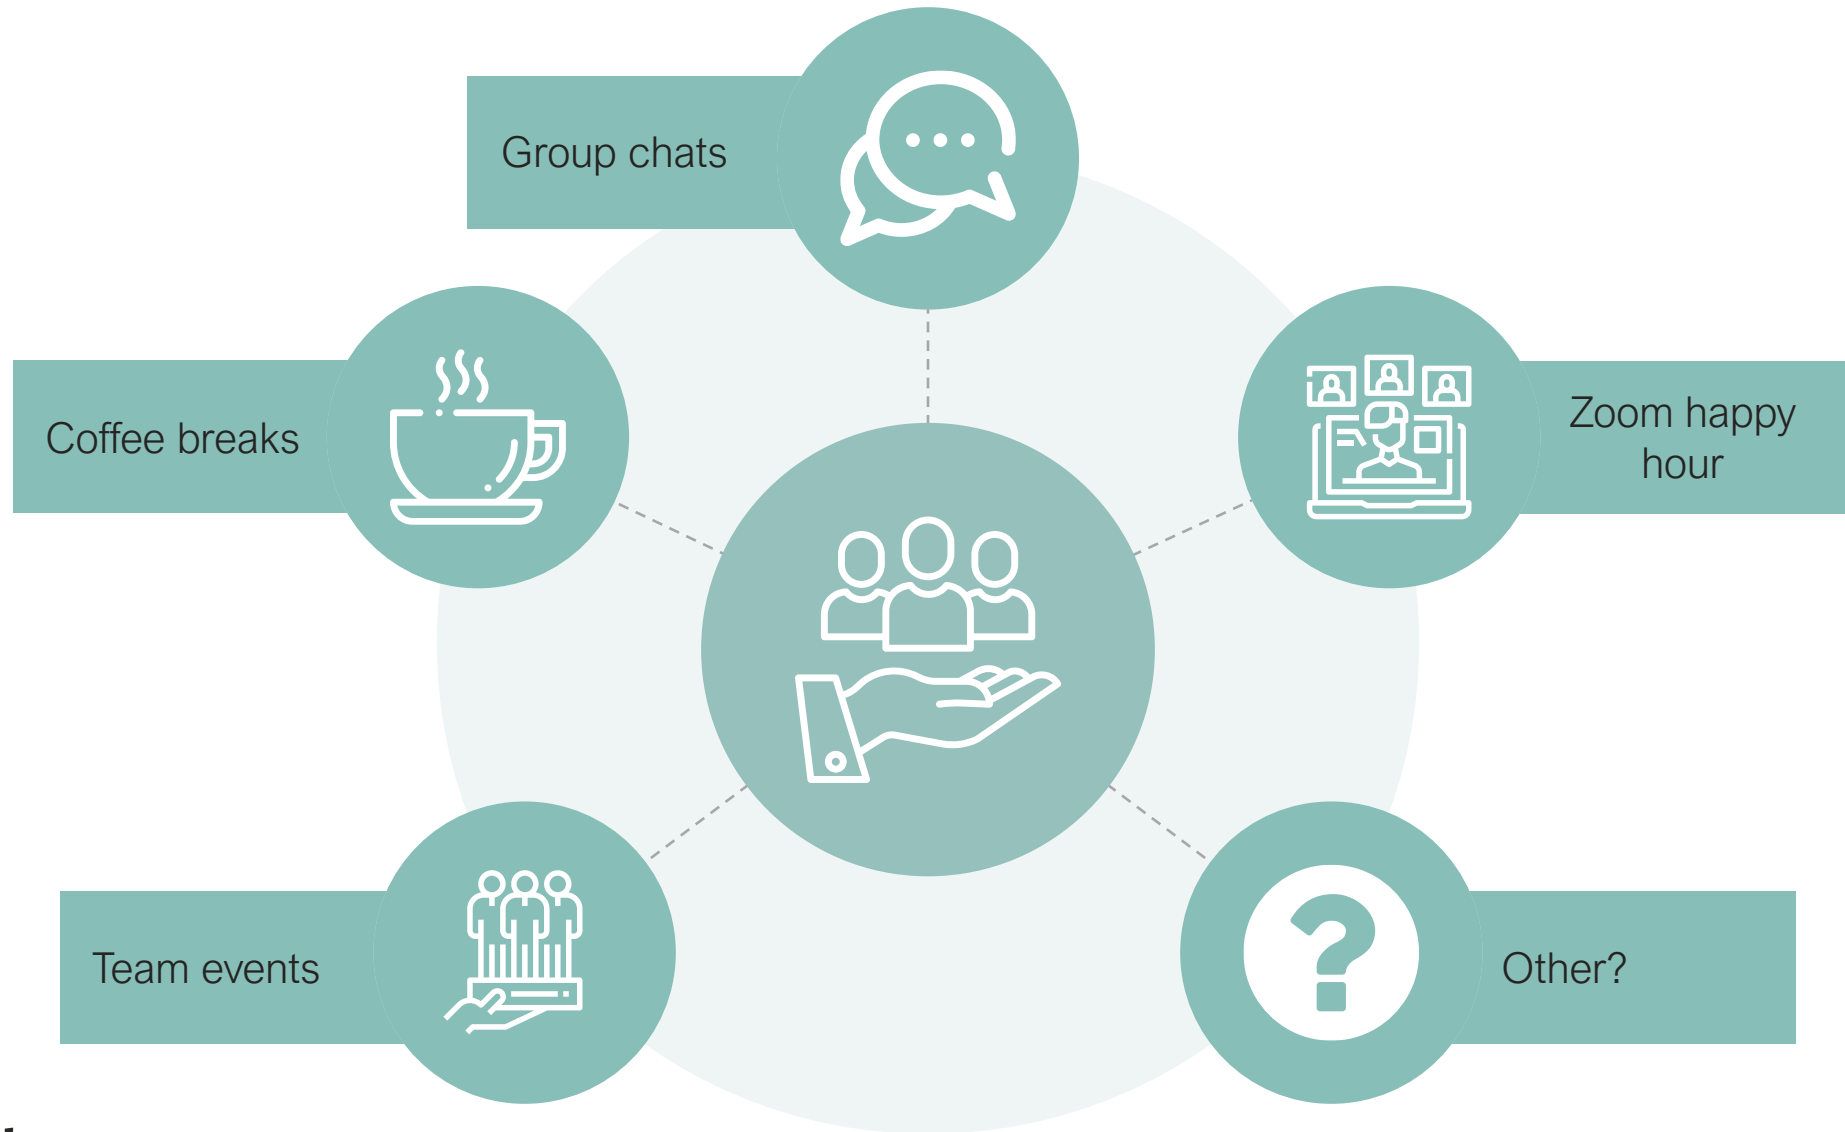 Group chats
Coffee breaks
Zoom happy
hour
Team events
Other?